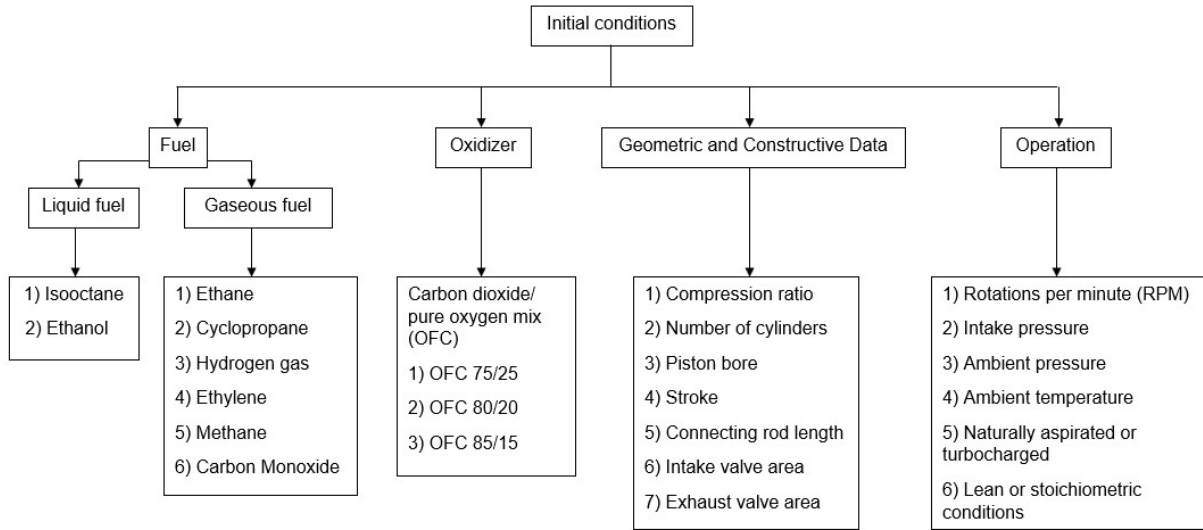 Initial conditions
Fuel
Oxidizer
Geometric and Constructive Data
Operation
Liquid fuel
Gaseous fuel
1) Isooctane
2) Ethanol
1) Ethane
2) Cyclopropane
3) Hydrogen gas
4) Ethylene
5) Methane
6) Carbon Monoxide
Carbon dioxide/
pure oxygen mix
(OFC)
1) OFC 75/25
2) OFC 80/20
3) OFC 85/15
1) Compression ratio
2) Number of cylinders
3) Piston bore
4) Stroke
5) Connecting rod length
6) Intake valve area
7) Exhaust valve area
1) Rotations per minute (RPM)
2) Intake pressure
3) Ambient pressure
4) Ambient temperature
5) Naturally aspirated or
turbocharged
6) Lean or stoichiometric
conditions